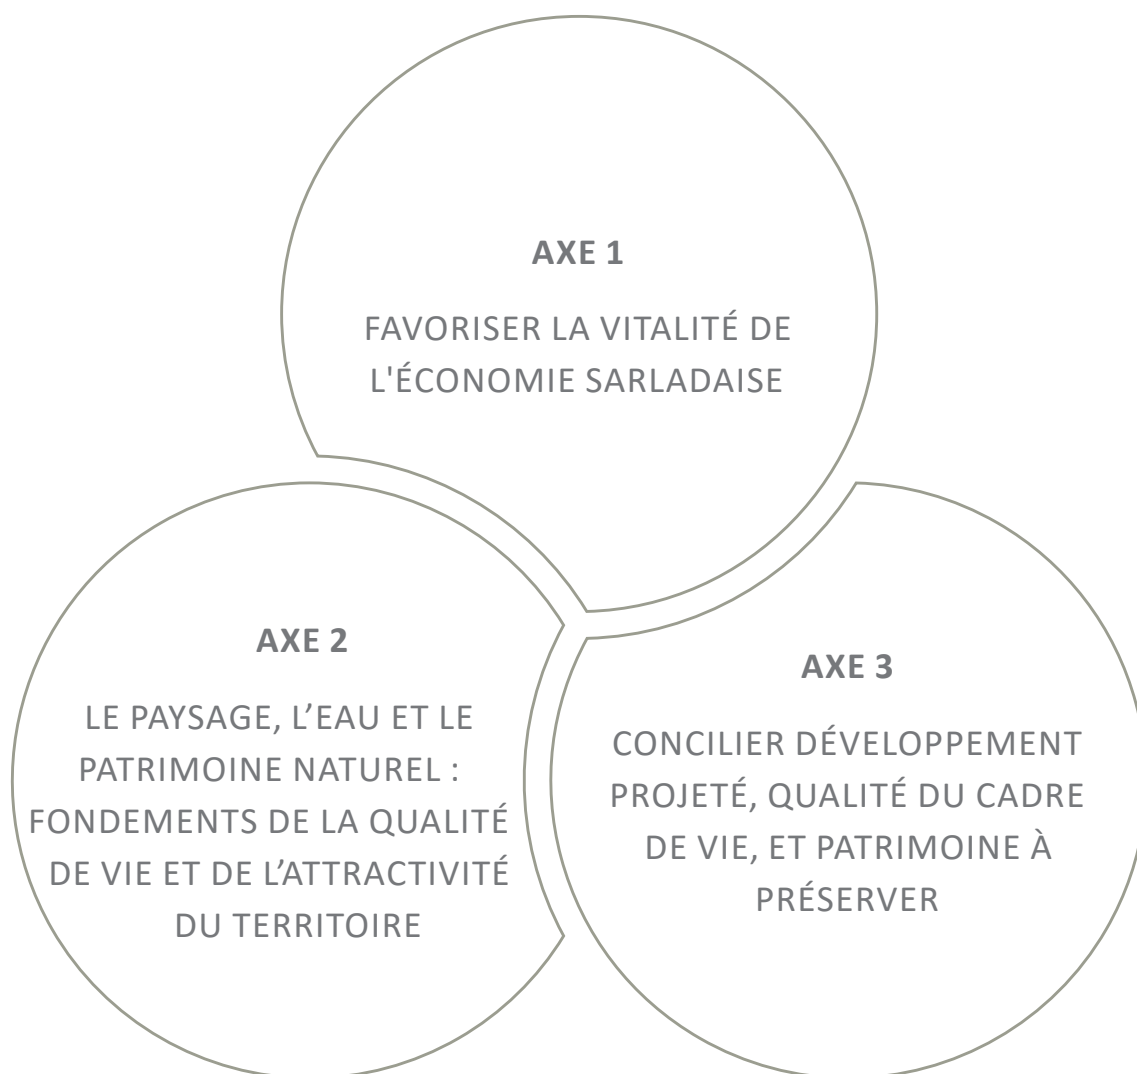 AXE 1
FAVORISER LA VITALITÉ DE
L'ÉCONOMIE SARLADAISE
AXE 2
LE PAYSAGE, L’EAU ET LE
PATRIMOINE NATUREL :
FONDEMENTS DE LA QUALITÉ
DE VIE ET DE L’ATTRACTIVITÉ
DU TERRITOIRE
AXE 3
CONCILIER DÉVELOPPEMENT
PROJETÉ, QUALITÉ DU CADRE
DE VIE, ET PATRIMOINE À
PRÉSERVER